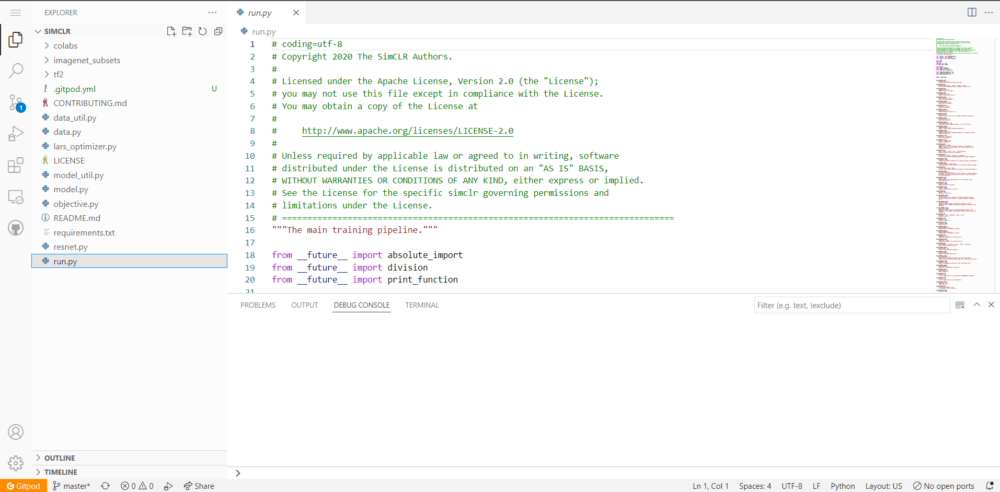 EXPLORER
SIMCLR
colabs
imagenet_subsets
tf2
! .gitpod.yml U
CONTRIBUTING.md
data_util.py
data.py
lars_optimizer.py
LICENSE
model_util.py
model.py
objective.py
README.md
requirements.txt
resnet.py
run.py
1
OUTLINE
TIMELINE
run.py
run.py
1 # coding=utf-8
2 # Copyright 2020 The SimCLR Authors.
3 #
4 # Licensed under the Apache License, Version 2.0 (the "License");
5 # you may not use this file except in compliance with the License.
6 # You may obtain a copy of the License at
7 #
8 #     http://www.apache.org/licenses/LICENSE-2.0
9 #
10 # Unless required by applicable law or agreed to in writing, software
11 # distributed under the License is distributed on an "AS IS" BASIS,
12 # WITHOUT WARRANTIES OR CONDITIONS OF ANY KIND, either express or implied.
13 # See the License for the specific simclr governing permissions and
14 # limitations under the License.
15 # ==============================================================================
16 """The main training pipeline."""
17
18 from __future__ import absolute_import
19 from __future__ import division
20 from __future__ import print_function
21
PROBLEMS OUTPUT DEBUG CONSOLE TERMINAL Filter (e.g. text, !exclude)
Gitpod master* 0 0 Share Ln 1, Col 1 Spaces: 4 UTF-8 LF Python Layout: US No open ports